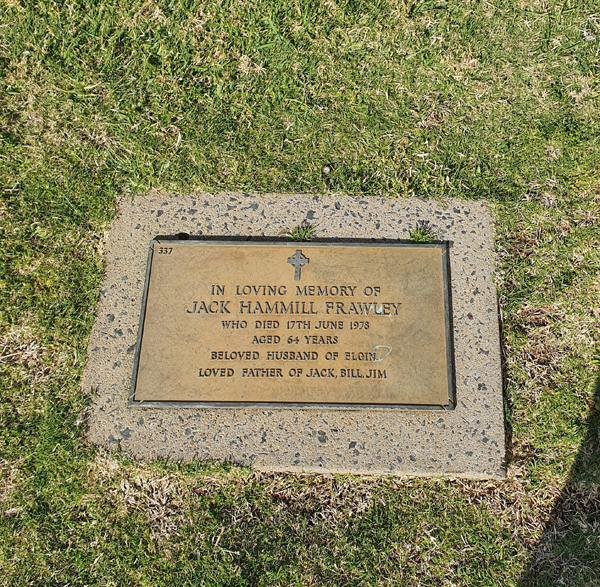 337
IN LOVING MEMORY OF
JACK HAMMILL FRAWLEY
WHO DIED 17TH JUNE 1978
AGED 64 YEARS
BELOVED HUSBAND OF ELGIN.
LOVED FATHER OF JACK, BILL, JIM